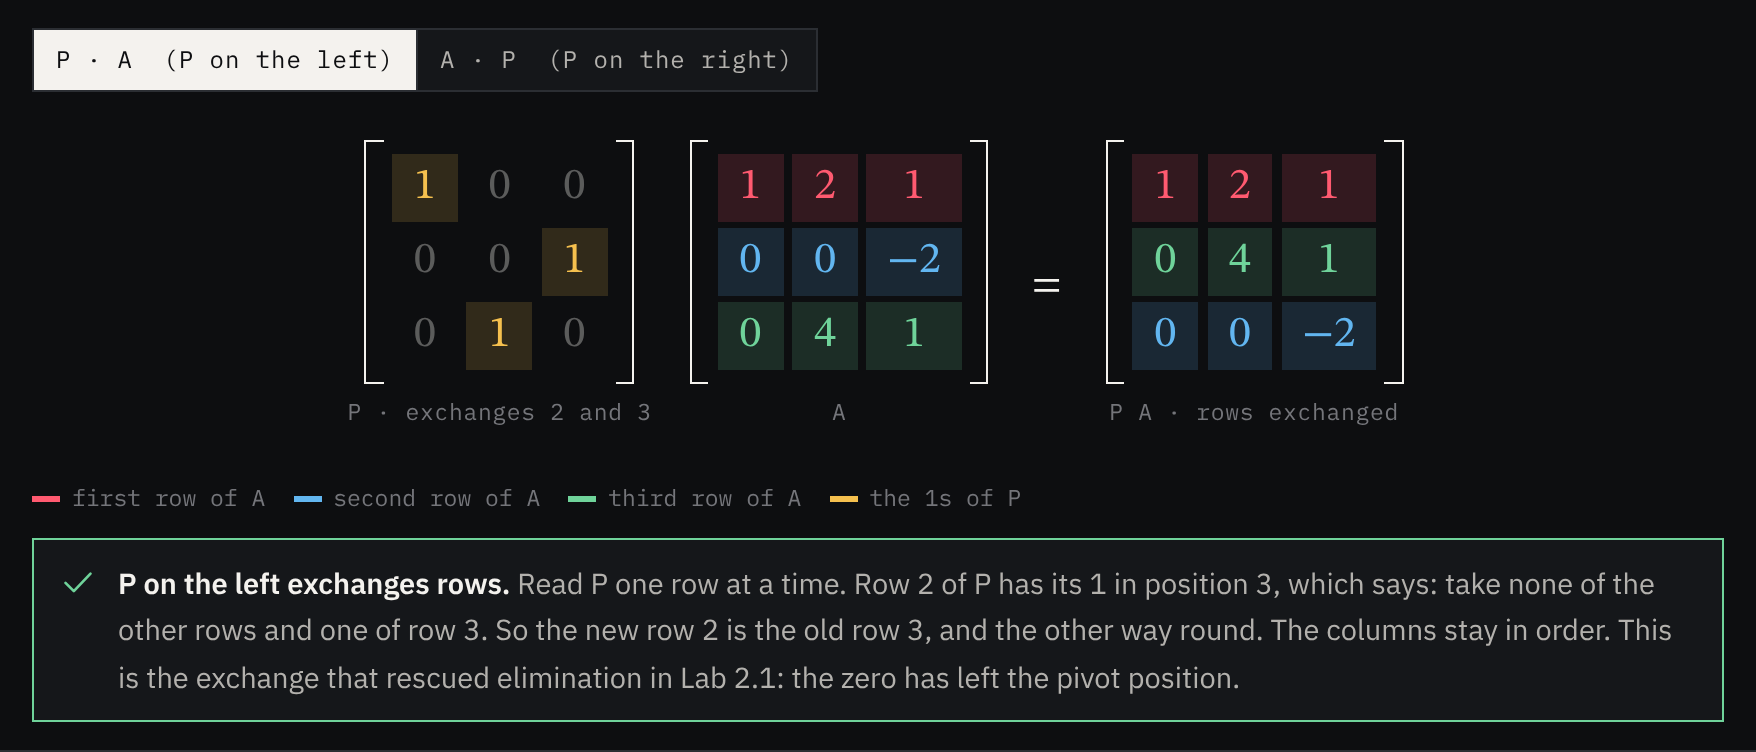 P · A (P on the left) A · P (P on the right)
1 0 0 1 2 1 1 2 1
0 0 1 0 0 −2 = 0 4 1
0 1 0 0 4 1 0 0 −2
P · exchanges 2 and 3 A P A · rows exchanged
first row of A second row of A third row of A the 1s of P
P on the left exchanges rows. Read P one row at a time. Row 2 of P has its 1 in position 3, which says: take none of the
other rows and one of row 3. So the new row 2 is the old row 3, and the other way round. The columns stay in order. This
is the exchange that rescued elimination in Lab 2.1: the zero has left the pivot position.